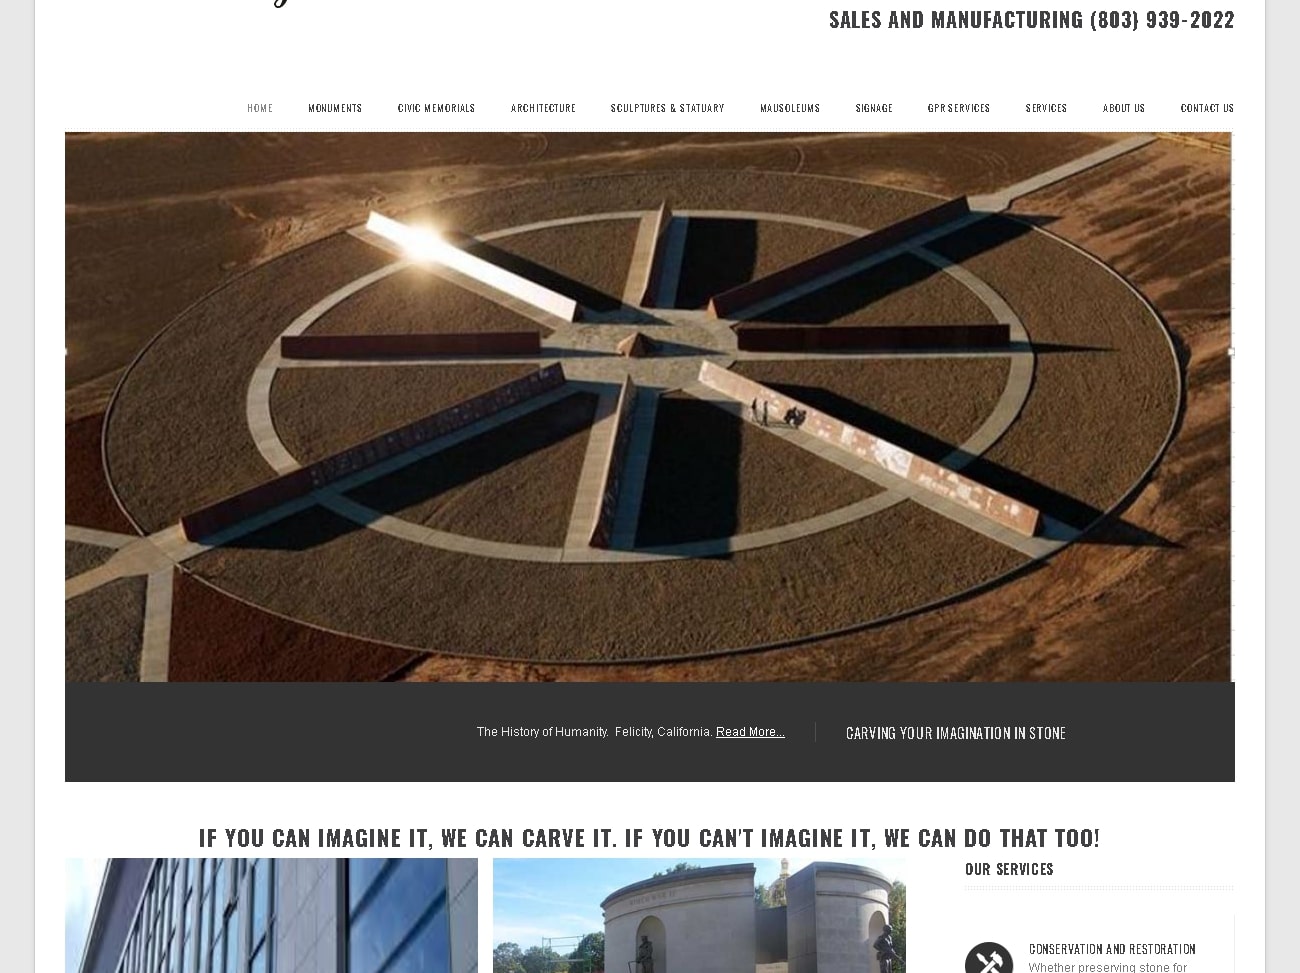 SALES AND MANUFACTURING (803) 939-2022
HOME MONUMENTS CIVIC MEMORIALS ARCHITECTURE SCULPTURES & STATUARY MAUSOLEUMS SIGNAGE GPR SERVICES SERVICES ABOUT US CONTACT US
The History of Humanity. Felicity, California. Read More...
CARVING YOUR IMAGINATION IN STONE
IF YOU CAN IMAGINE IT, WE CAN CARVE IT. IF YOU CAN'T IMAGINE IT, WE CAN DO THAT TOO!
OUR SERVICES
CONSERVATION AND RESTORATION
Whether preserving stone for